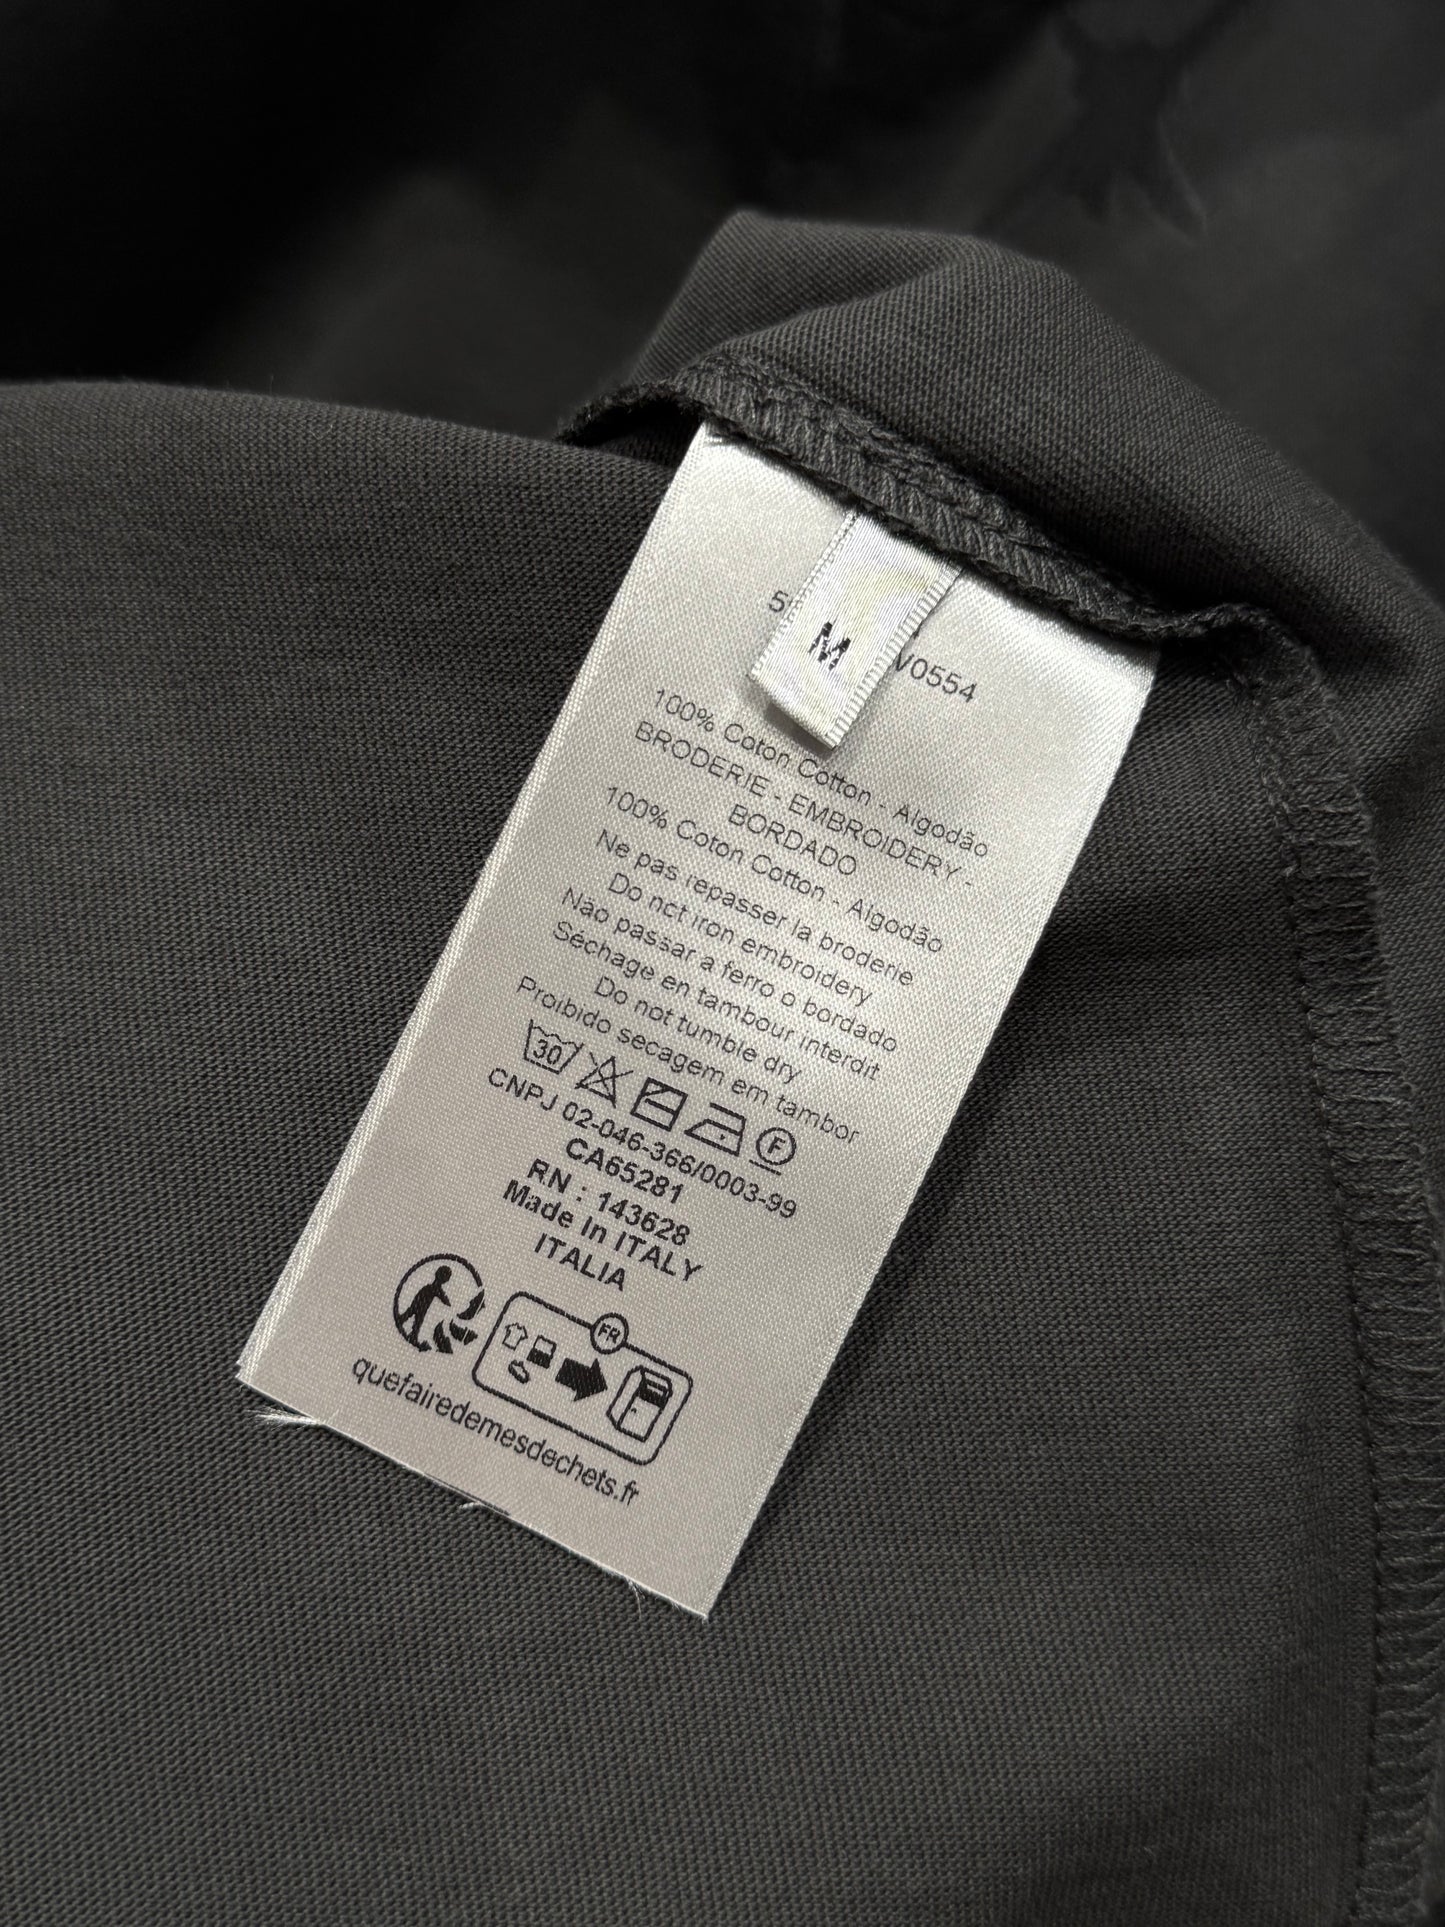 M
V0554
100% Coton Cotton - Algodão
BRODERIE - EMBROIDERY -
BORDADO
100% Coton Cotton - Algodão
Ne pas repasser la broderie
Do not iron embroidery
Não passar a ferro o bordado
Séchage en tambour interdit
Do not tumble dry
Proibido secagem em tambor
30 F
CNPJ 02-046-366/0003-99
CA65281
RN : 143628
Made In ITALY
ITALIA
FR
quefairedemesdechets.fr